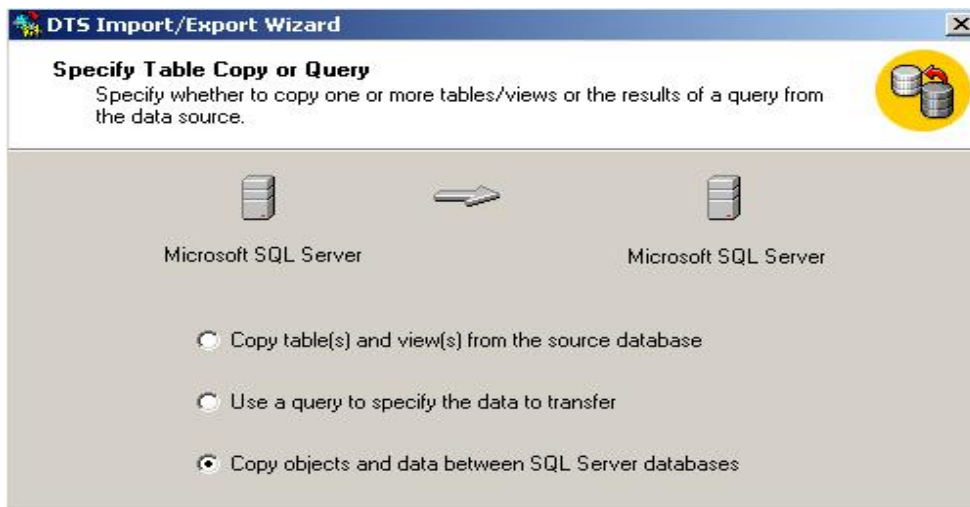 DTS Import/Export Wizard
Specify Table Copy or Query
Specify whether to copy one or more tables/views or the results of a query from
the data source.
Microsoft SQL Server
Microsoft SQL Server
Copy table(s) and view(s) from the source database
Use a query to specify the data to transfer
Copy objects and data between SQL Server databases